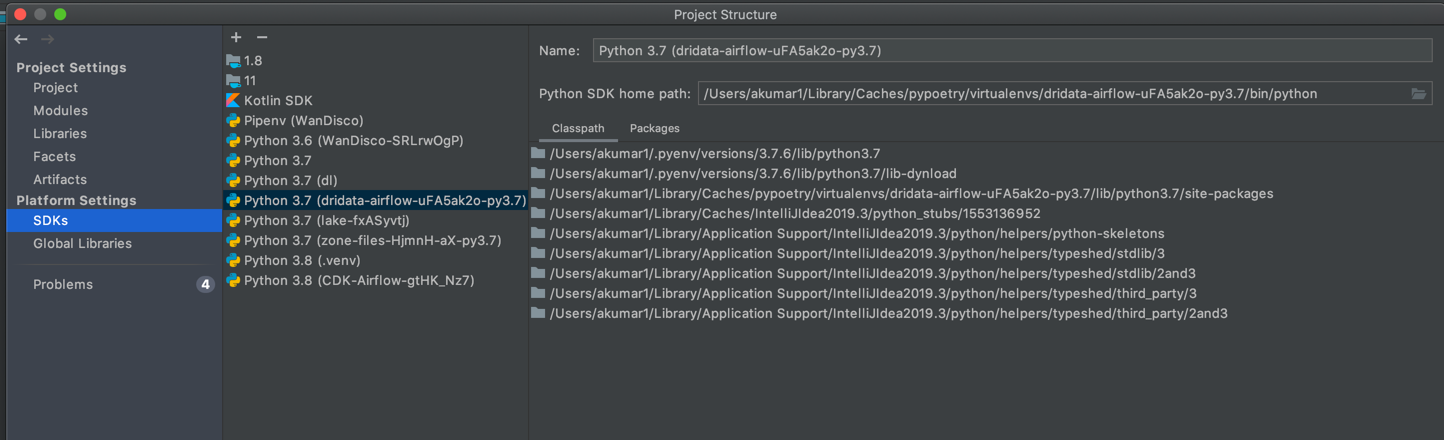 Project Structure
Project Settings
Project
Modules
Libraries
Facets
Artifacts
Platform Settings
SDKs
Global Libraries
Problems 4
1.8
11
Kotlin SDK
Pipenv (WanDisco)
Python 3.6 (WanDisco-SRLrwOgP)
Python 3.7
Python 3.7 (dl)
Python 3.7 (dridata-airflow-uFA5ak2o-py3.7)
Python 3.7 (lake-fxASyvtj)
Python 3.7 (zone-files-HjmnH-aX-py3.7)
Python 3.8 (.venv)
Python 3.8 (CDK-Airflow-gtHK_Nz7)
Name: Python 3.7 (dridata-airflow-uFA5ak2o-py3.7)
Python SDK home path: /Users/akumar1/Library/Caches/pypoetry/virtualenvs/dridata-airflow-uFA5ak2o-py3.7/bin/python
Classpath Packages
/Users/akumar1/.pyenv/versions/3.7.6/lib/python3.7
/Users/akumar1/.pyenv/versions/3.7.6/lib/python3.7/lib-dynload
/Users/akumar1/Library/Caches/pypoetry/virtualenvs/dridata-airflow-uFA5ak2o-py3.7/lib/python3.7/site-packages
/Users/akumar1/Library/Caches/IntelliJIdea2019.3/python_stubs/1553136952
/Users/akumar1/Library/Application Support/IntelliJIdea2019.3/python/helpers/python-skeletons
/Users/akumar1/Library/Application Support/IntelliJIdea2019.3/python/helpers/typeshed/stdlib/3
/Users/akumar1/Library/Application Support/IntelliJIdea2019.3/python/helpers/typeshed/stdlib/2and3
/Users/akumar1/Library/Application Support/IntelliJIdea2019.3/python/helpers/typeshed/third_party/3
/Users/akumar1/Library/Application Support/IntelliJIdea2019.3/python/helpers/typeshed/third_party/2and3